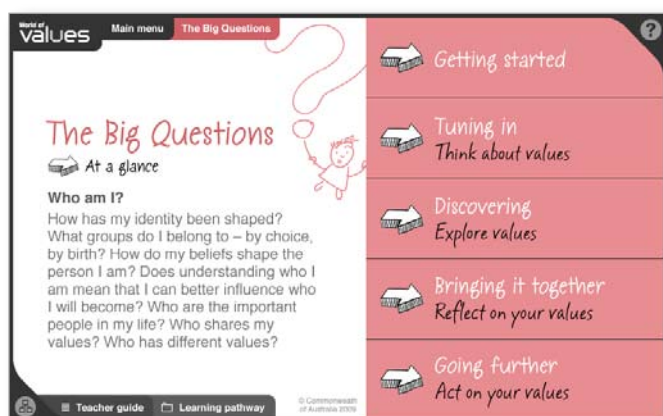 World of
values
Main menu
The Big Questions
?
The Big Questions
At a glance
Who am I?
How has my identity been shaped?
What groups do I belong to – by choice,
by birth? How do my beliefs shape the
person I am? Does understanding who I
am mean that I can better influence who
I will become? Who are the important
people in my life? Who shares my
values? Who has different values?
Getting started
Tuning in
Think about values
Discovering
Explore values
Bringing it together
Reflect on your values
Going further
Act on your values
Teacher guide
Learning pathway
© Commonwealth
of Australia 2009